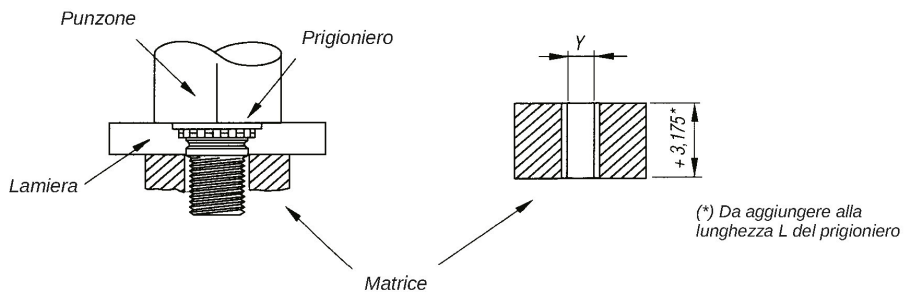 Punzone
Prigioniero
Lamiera
Matrice
Y
+ 3,175*
(*) Da aggiungere alla
lunghezza L del prigioniero